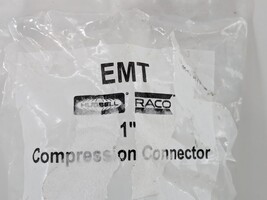 EMT
HUBBELL RACO
1"
Compression Connector